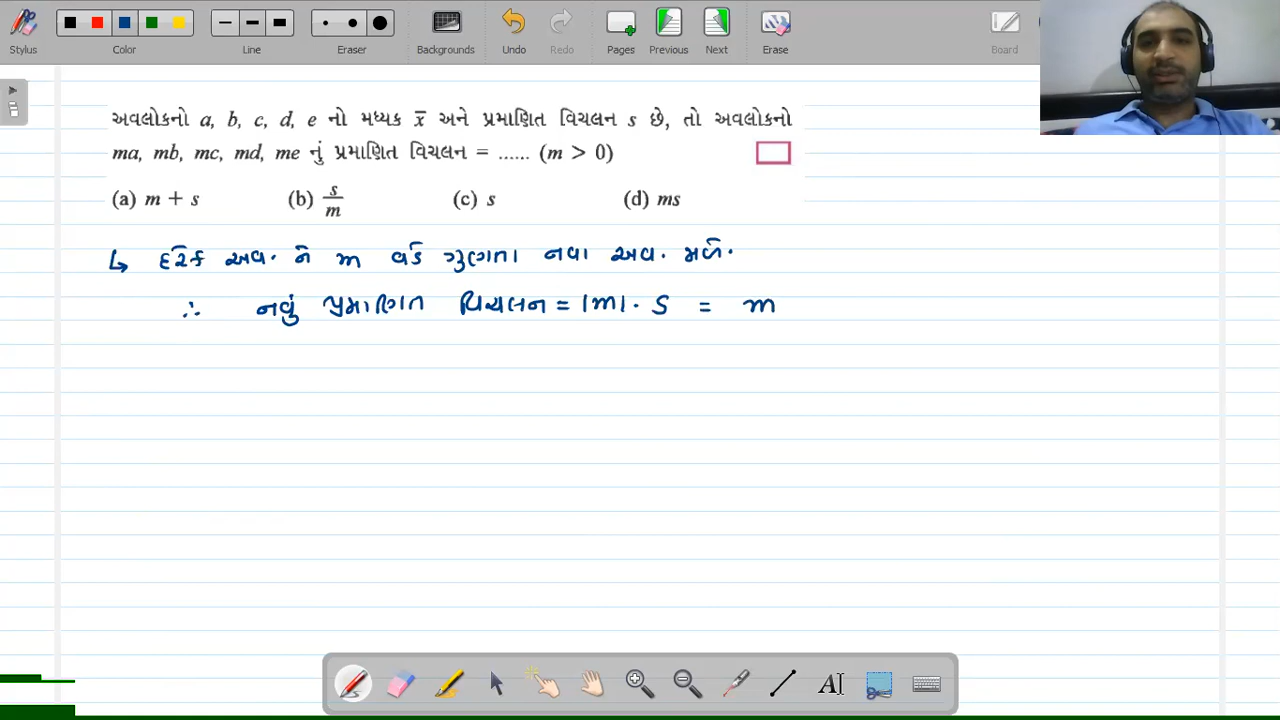 Stylus Color Line Eraser Backgrounds Undo Redo Pages Previous Next Erase Board
અવલોકનો a, b, c, d, e નો મધ્યક x̅ અને પ્રમાણિત વિચલન s છે, તો અવલોકનો
ma, mb, mc, md, me નું પ્રમાણિત વિચલન = ...... (m > 0)
(a) m + s (b) s/m (c) s (d) ms
↳ દરેક અવ. ને m વડે ગુણતા નવા અવ. મળે.
∴ નવું પ્રમાણિત વિચલન = |m| . s = m